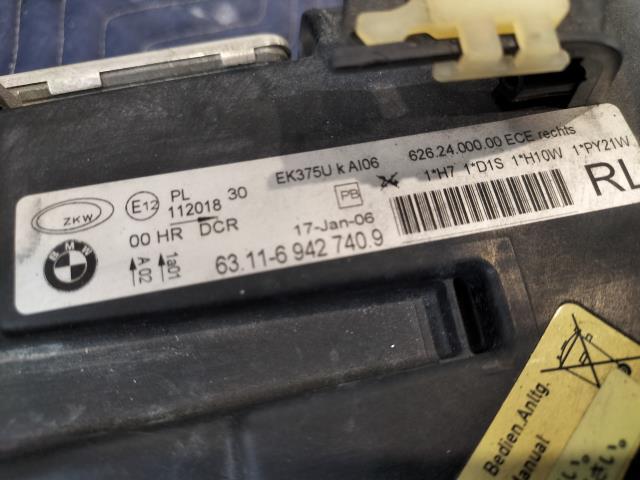 ZKW
E12
PL
112018 30
00 HR DCR
BMW
A 02
1a01
63.11-6 942 740.9
EK375U k AI06
PB
17-Jan-06
626.24.000.00 ECE rechts
1*H7 1*D1S 1*H10W 1*PY21W
RL
Bedien.Anltg.
Manual